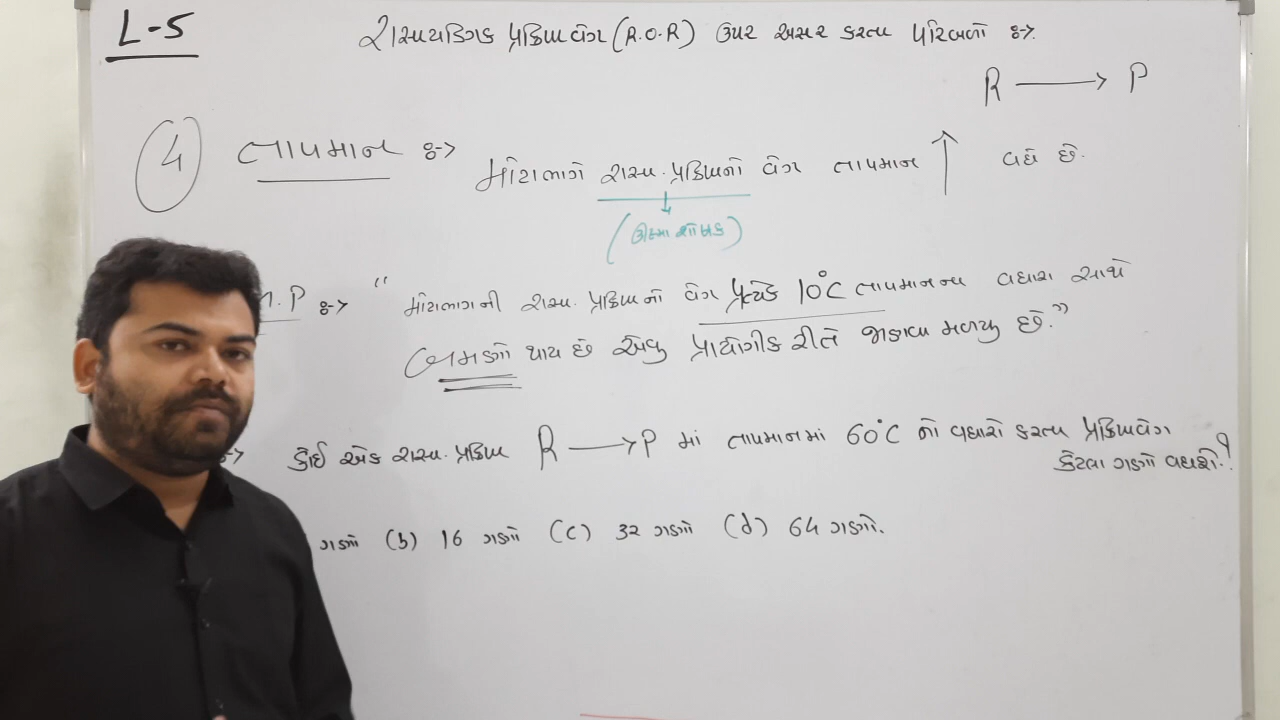 L-5
રાસાયણિક પ્રક્રિયા વેગ (R.O.R) ઉપર અસર કરતા પરિબળો :->
R ⟶ P
4 તાપમાન :-> મોટાભાગે રાસા. પ્રક્રિયાનો વેગ તાપમાન ↑ વધે છે.
(ઊષ્મા શોષક)
.P :-> " મોટાભાગની રાસા. પ્રક્રિયાનો વેગ પ્રત્યેક 10°C તાપમાનના વધારા સાથે
બમણો થાય છે એવુ પ્રાયોગીક રીતે જાણવા મળ્યુ છે."
કોઈ એક રાસા. પ્રક્રિયા R ⟶ P માં તાપમાનમાં 60°C નો વધારો કરતા પ્રક્રિયાવેગ
કેટલા ગણો વધશે.?
ગણો (b) 16 ગણો (c) 32 ગણો (d) 64 ગણો.